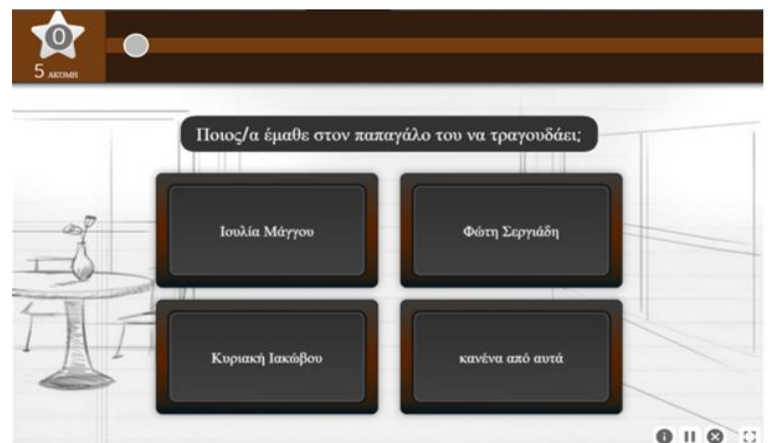 0
5 ΑΚΟΜΗ
Ποιος/α έμαθε στον παπαγάλο του να τραγουδάει;
Ιουλία Μάγγου
Φώτη Σεργιάδη
Κυριακή Ιακώβου
κανένα από αυτά